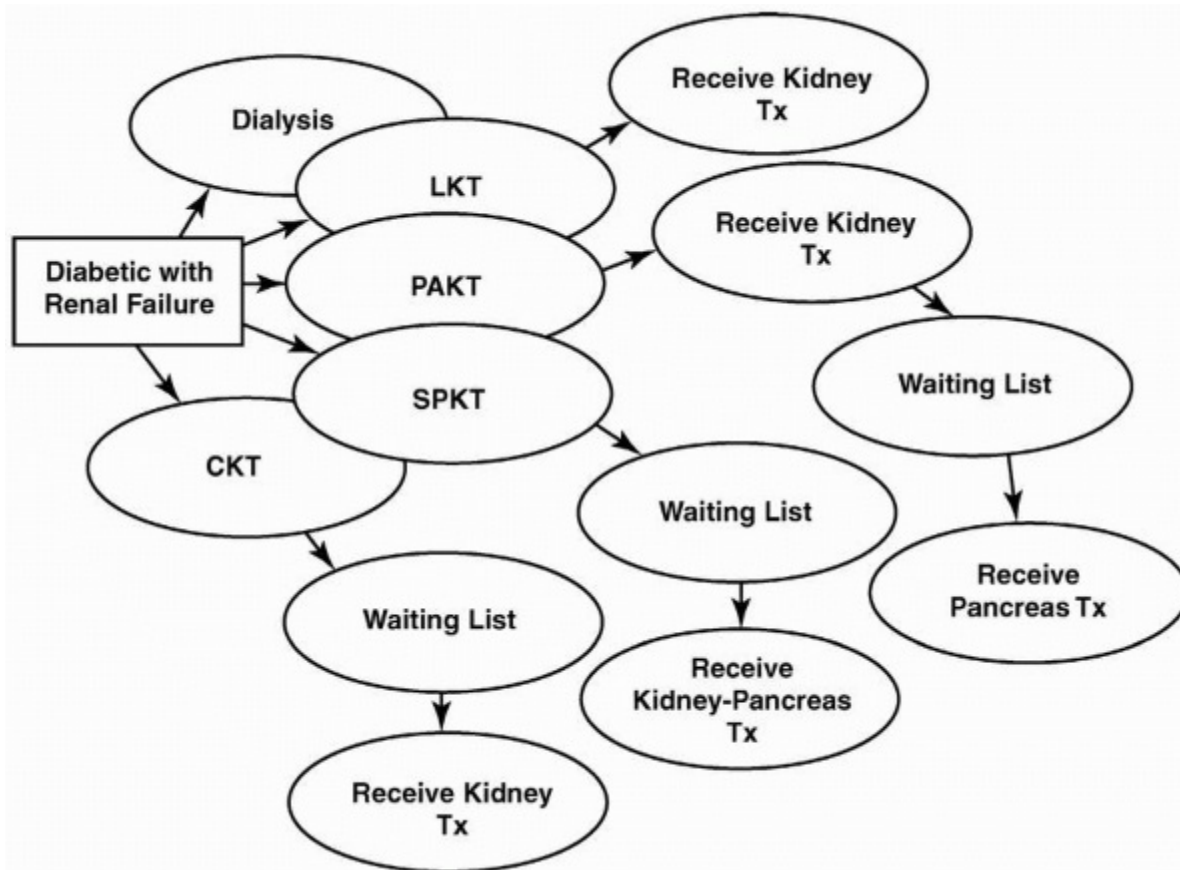 Dialysis
LKT
Receive Kidney
Tx
Diabetic with
Renal Failure
PAKT
Receive Kidney
Tx
SPKT
Waiting List
CKT
Waiting List
Receive
Pancreas Tx
Waiting List
Receive
Kidney-Pancreas
Tx
Receive Kidney
Tx